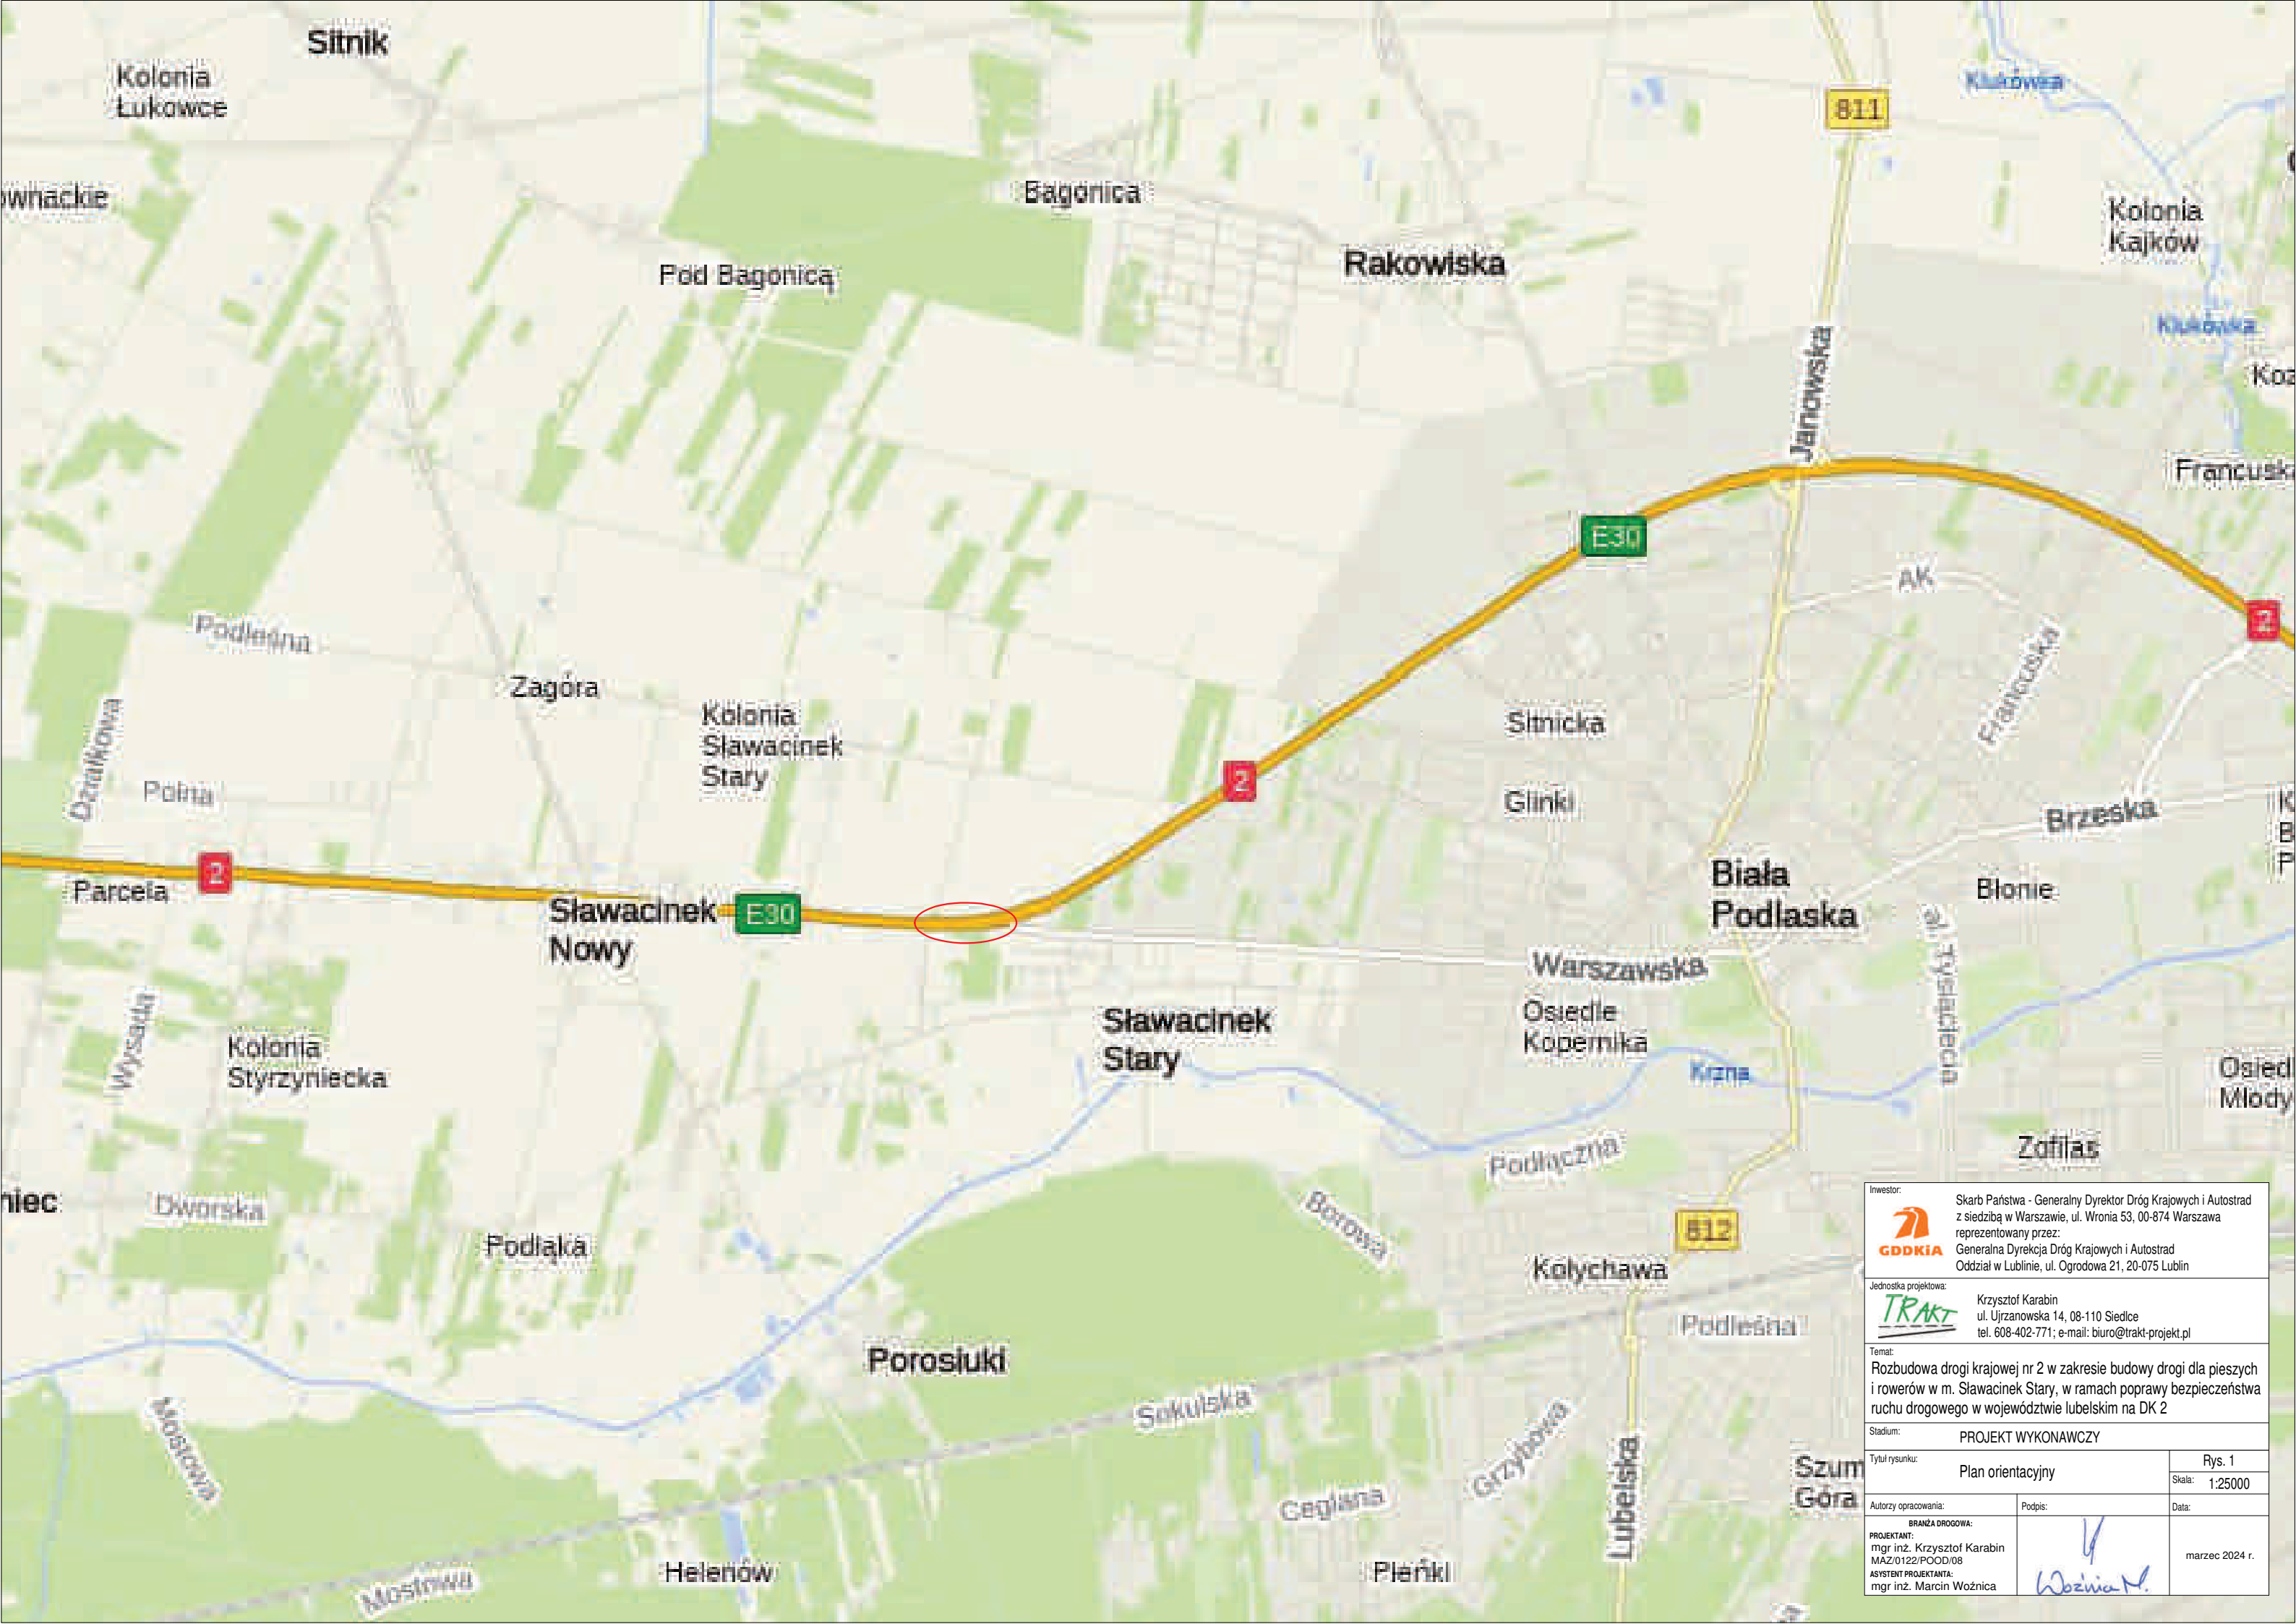 Sitnik
Kolonia
Łukowce
Klukówka
811
ownackie
Bagonica
Kolonia
Kajków
Rakowiska
Pod Bagonicą
Klukówka
Janowska
Koz
Francuska
E30
AK
2
Podleśna
Francuska
Zagóra
Działkowa
Kolonia
Sławacinek
Stary
Sitnicka
2
Polna
Glinki
Brzeska
K
B
P
2
Parcela
Biała
Podlaska
Błonie
Sławacinek
Nowy
E30
Warszawska
al. Tysiąclecia
Wysada
Osiedle
Kopernika
Sławacinek
Stary
Kolonia
Styrzyniecka
Krzna
Osiedl
Młody
Zofilas
Podłączna
niec
Dworska
Borowa
812
Podłąka
Kołychawa
Podleśna
Porosiuki
Sokulska
Mostowa
Grzybowa
Lubelska
Szum
Góra
Ceglana
Helenów
Pieńki
Mostowa
Inwestor:
GDDKiA
Skarb Państwa - Generalny Dyrektor Dróg Krajowych i Autostrad
z siedzibą w Warszawie, ul. Wronia 53, 00-874 Warszawa
reprezentowany przez:
Generalna Dyrekcja Dróg Krajowych i Autostrad
Oddział w Lublinie, ul. Ogrodowa 21, 20-075 Lublin
Jednostka projektowa:
TRAKT
Krzysztof Karabin
ul. Ujrzanowska 14, 08-110 Siedlce
tel. 608-402-771; e-mail: biuro@trakt-projekt.pl
Temat:
Rozbudowa drogi krajowej nr 2 w zakresie budowy drogi dla pieszych
i rowerów w m. Sławacinek Stary, w ramach poprawy bezpieczeństwa
ruchu drogowego w województwie lubelskim na DK 2
Stadium:
PROJEKT WYKONAWCZY
Tytuł rysunku:
Plan orientacyjny
Rys. 1
Skala: 1:25000
Autorzy opracowania:
Podpis:
Data:
BRANŻA DROGOWA:
PROJEKTANT:
mgr inż. Krzysztof Karabin
MAZ/0122/POOD/08
ASYSTENT PROJEKTANTA:
mgr inż. Marcin Woźnica
Woźnica M.
marzec 2024 r.